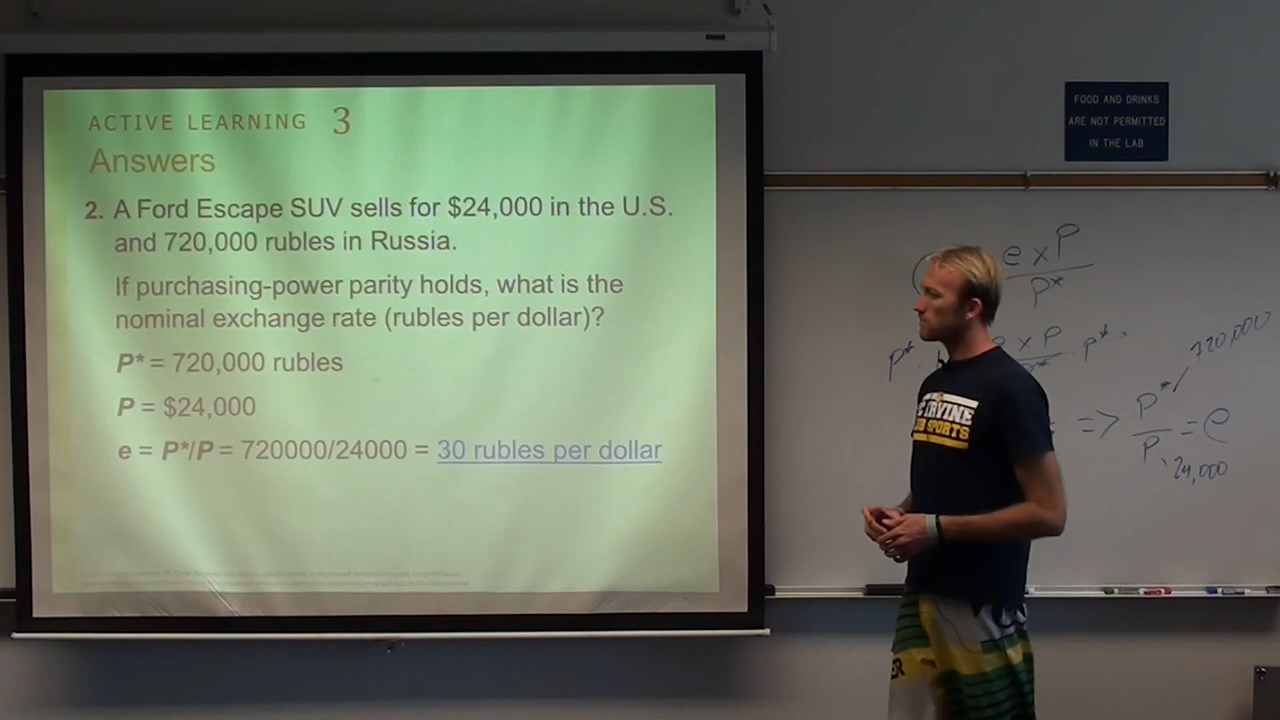 ACTIVE LEARNING 3
Answers
2. A Ford Escape SUV sells for $24,000 in the U.S.
and 720,000 rubles in Russia.
If purchasing-power parity holds, what is the
nominal exchange rate (rubles per dollar)?
P* = 720,000 rubles
P = $24,000
e = P*/P = 720000/24000 = 30 rubles per dollar
FOOD AND DRINKS
ARE NOT PERMITTED
IN THE LAB
e x P
P*
P* . x P . P*
P*
720,000
=> P* = e
P
24,000
IRVINE
SPORTS